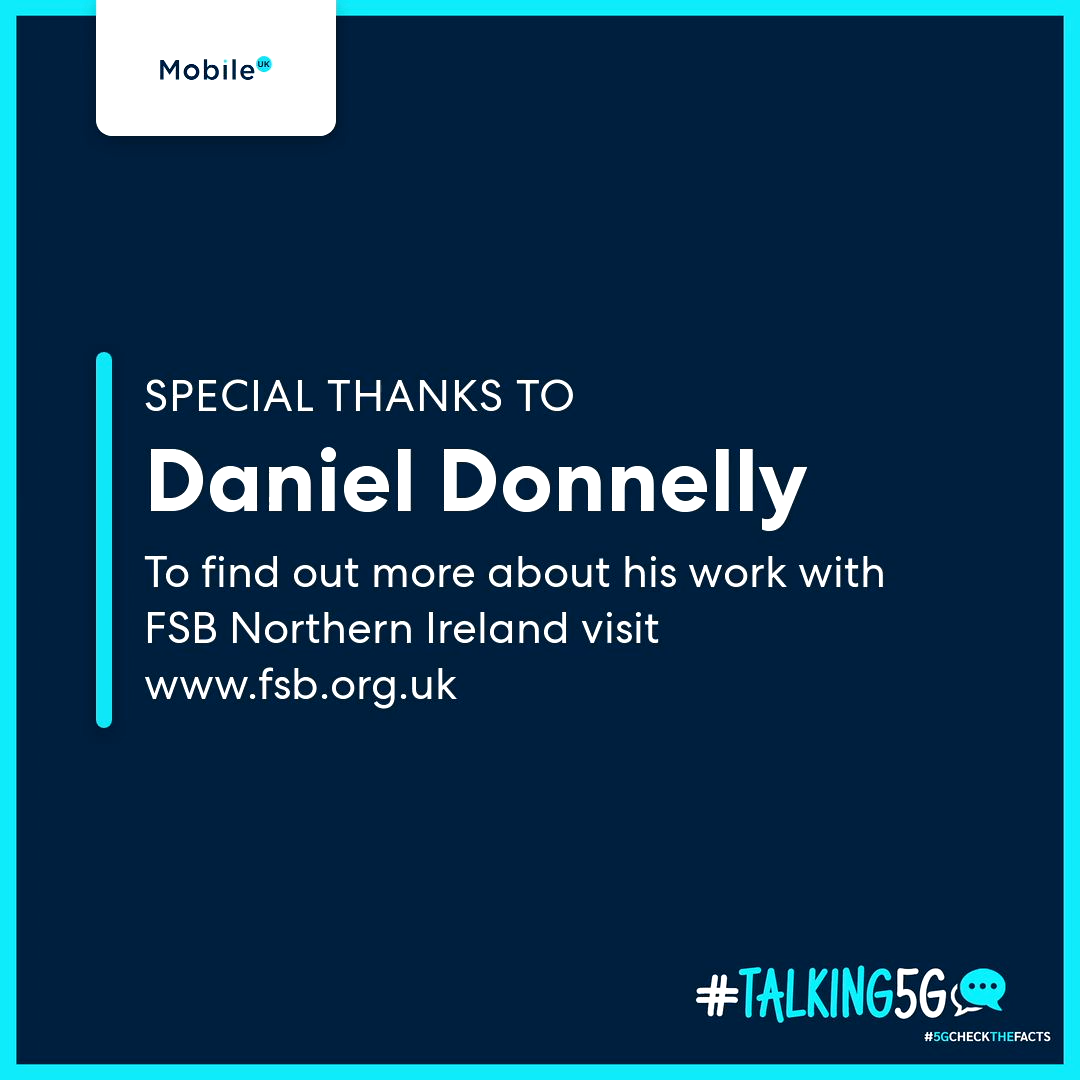 Mobile UK
SPECIAL THANKS TO
Daniel Donnelly
To find out more about his work with
FSB Northern Ireland visit
www.fsb.org.uk
#TALKING5G
#5GCHECKTHEFACTS